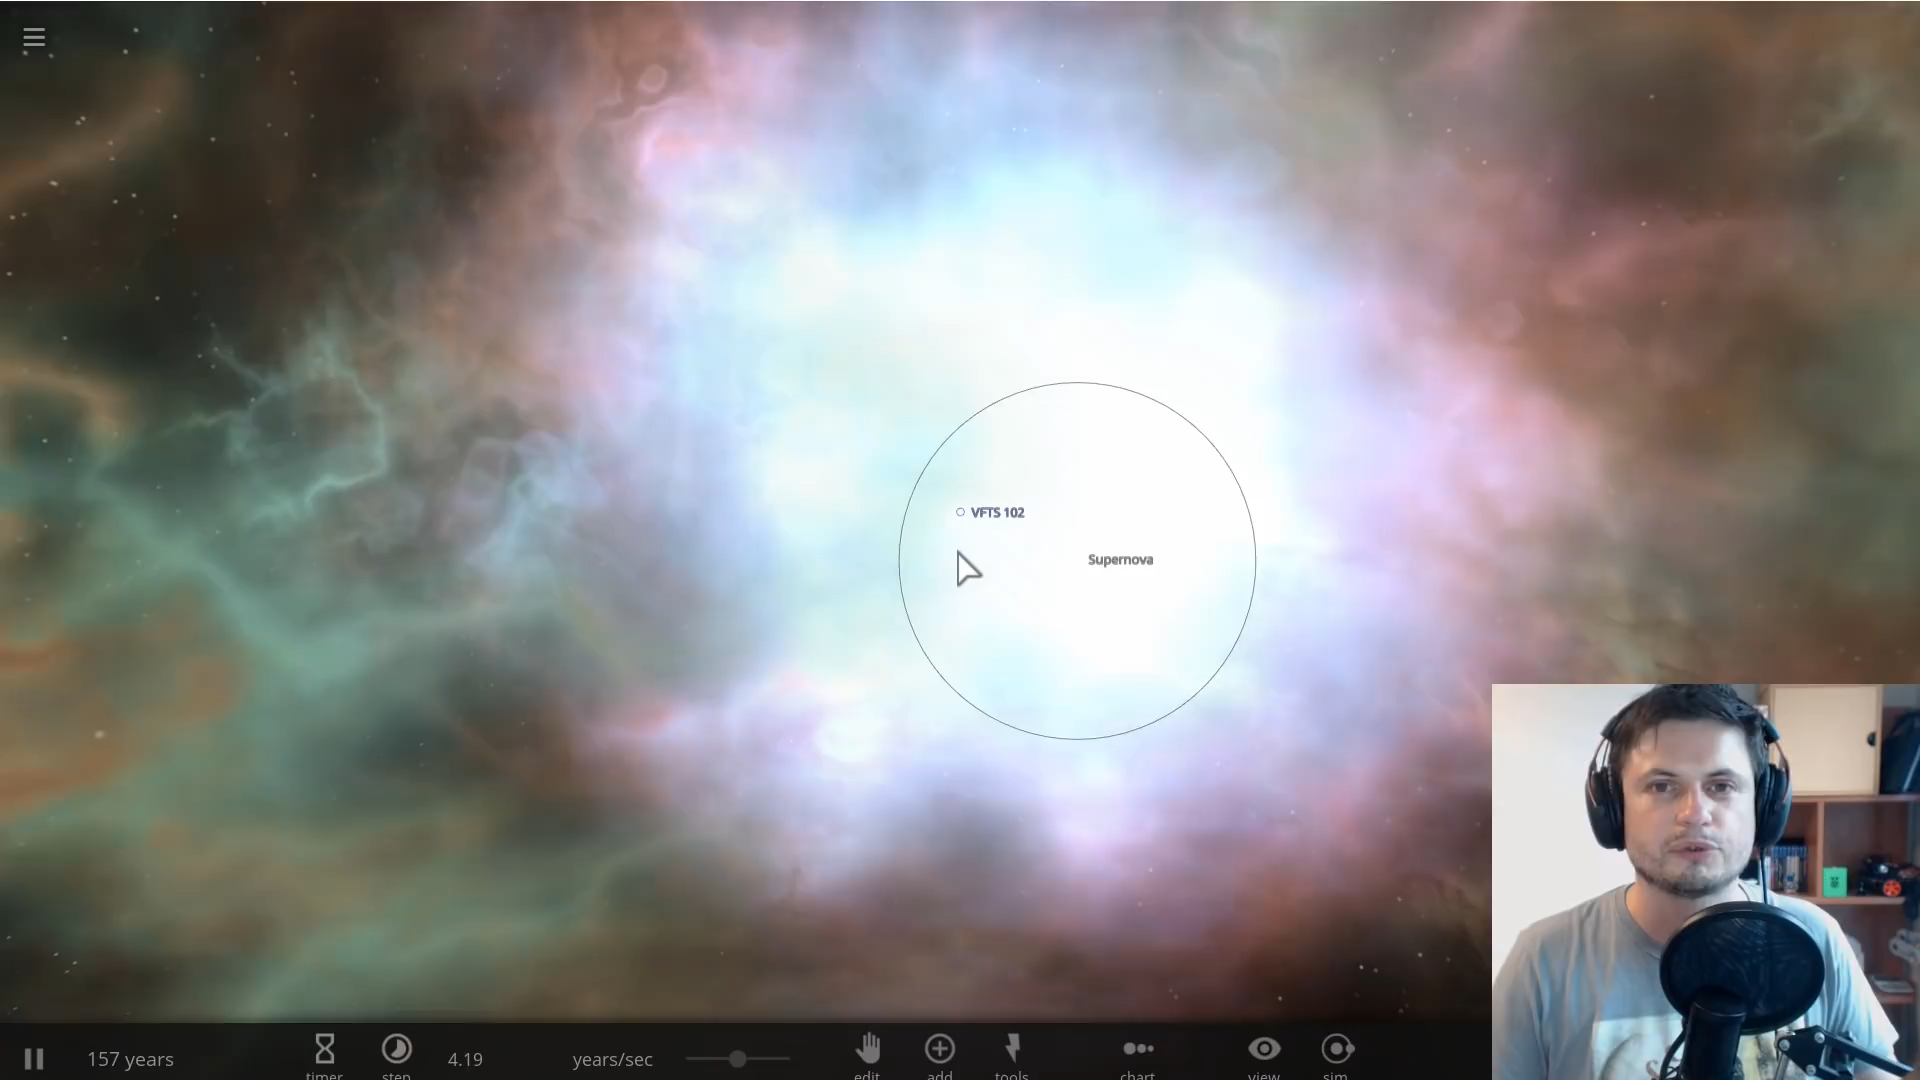 VFTS 102
Supernova
157 years
4.19
years/sec
timer
step
edit
add
tools
chart
view
sim